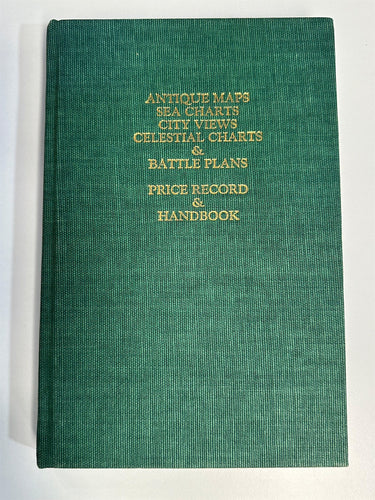 ANTIQUE MAPS
SEA CHARTS
CITY VIEWS
CELESTIAL CHARTS
&
BATTLE PLANS
PRICE RECORD
&
HANDBOOK